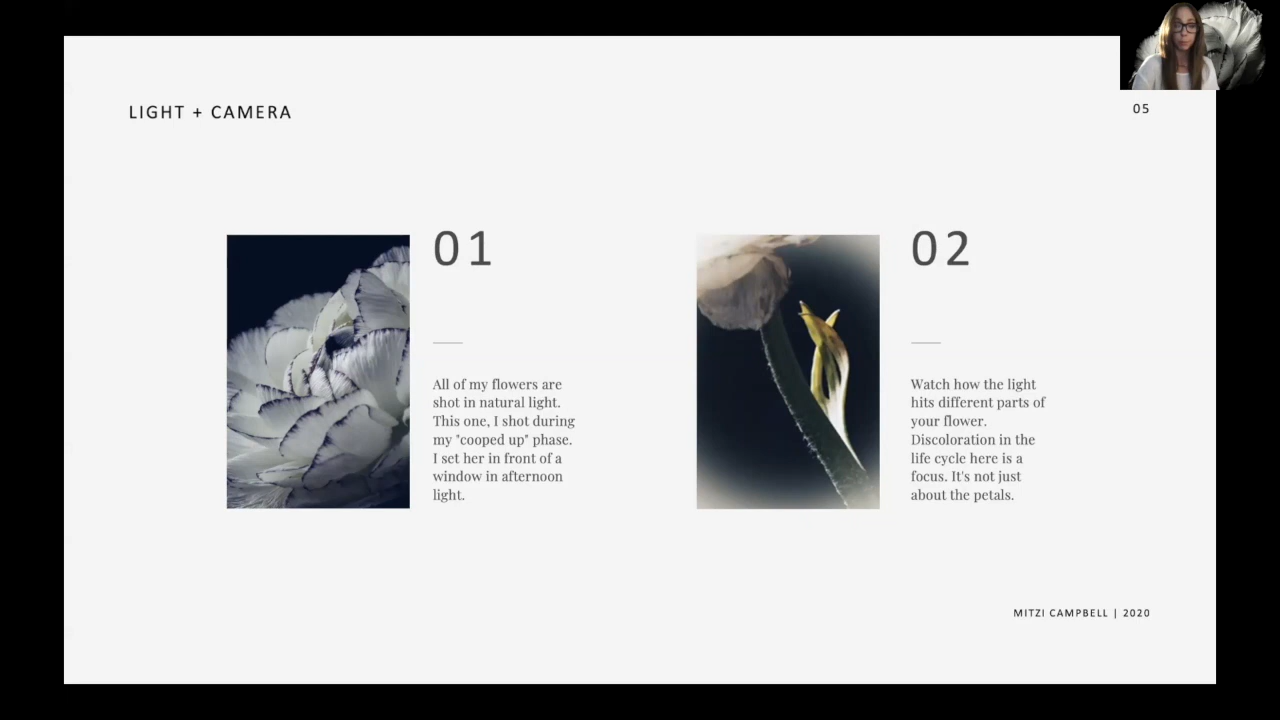 LIGHT + CAMERA
05
01
All of my flowers are
shot in natural light.
This one, I shot during
my "cooped up" phase.
I set her in front of a
window in afternoon
light.
02
Watch how the light
hits different parts of
your flower.
Discoloration in the
life cycle here is a
focus. It's not just
about the petals.
MITZI CAMPBELL | 2020